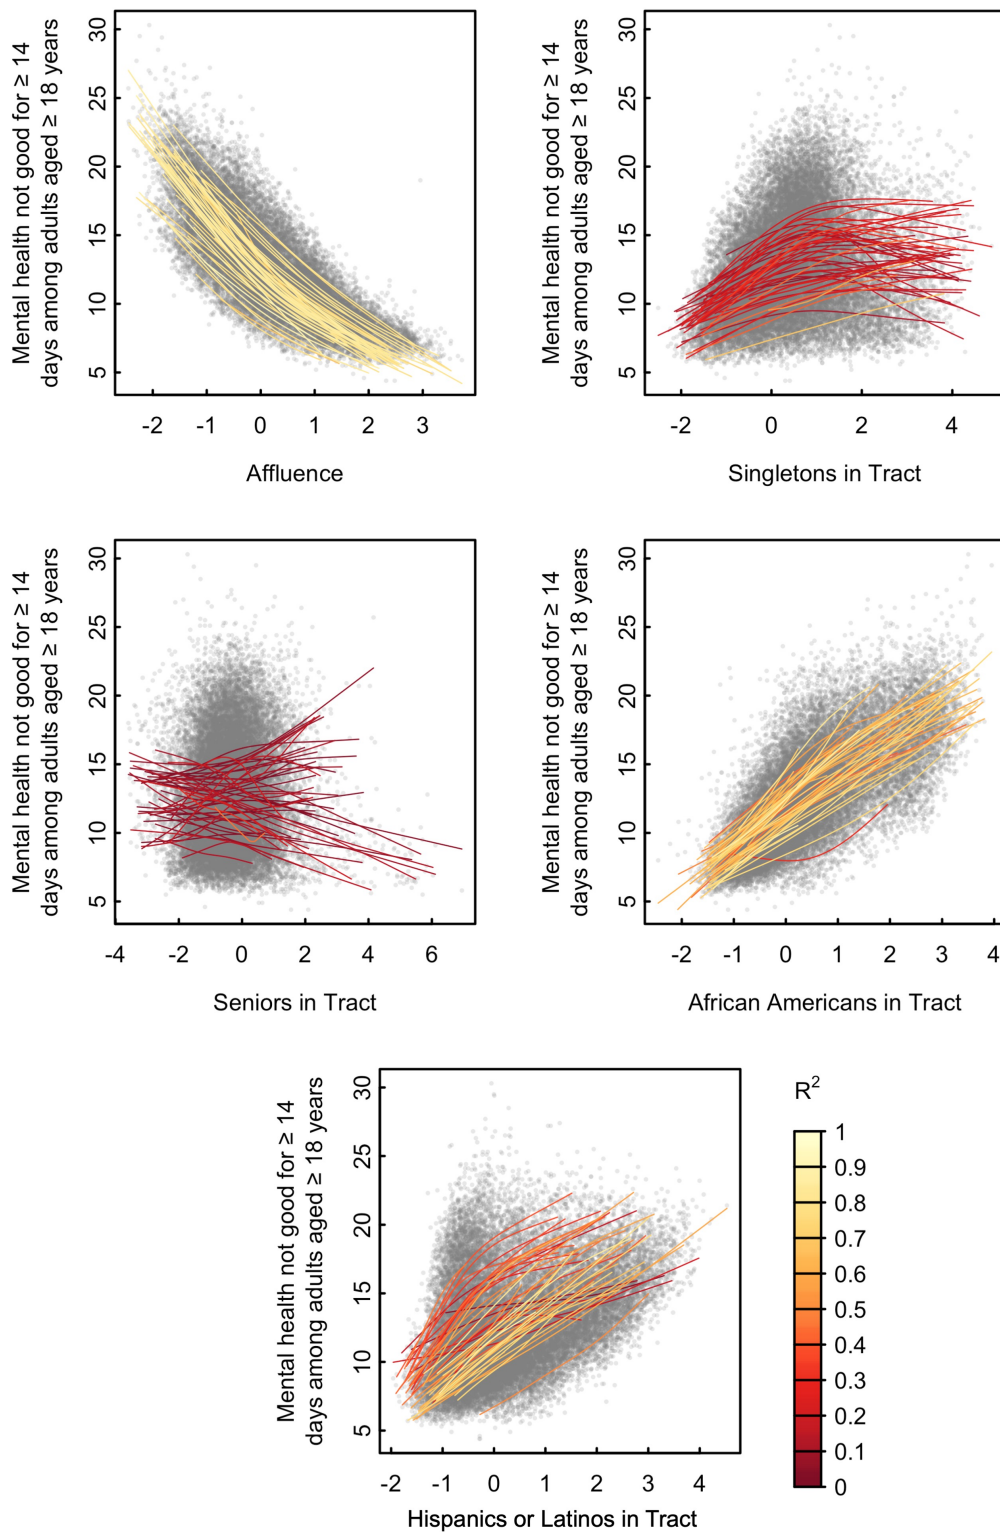 Mental health not good for ≥ 14
days among adults aged ≥ 18 years
30
25
20
15
10
5
-2 -1 0 1 2 3
Affluence
Mental health not good for ≥ 14
days among adults aged ≥ 18 years
30
25
20
15
10
5
-2 0 2 4
Singletons in Tract
Mental health not good for ≥ 14
days among adults aged ≥ 18 years
30
25
20
15
10
5
-4 -2 0 2 4 6
Seniors in Tract
Mental health not good for ≥ 14
days among adults aged ≥ 18 years
30
25
20
15
10
5
-2 -1 0 1 2 3 4
African Americans in Tract
Mental health not good for ≥ 14
days among adults aged ≥ 18 years
30
25
20
15
10
5
-2 -1 0 1 2 3 4
Hispanics or Latinos in Tract
R²
1
0.9
0.8
0.7
0.6
0.5
0.4
0.3
0.2
0.1
0